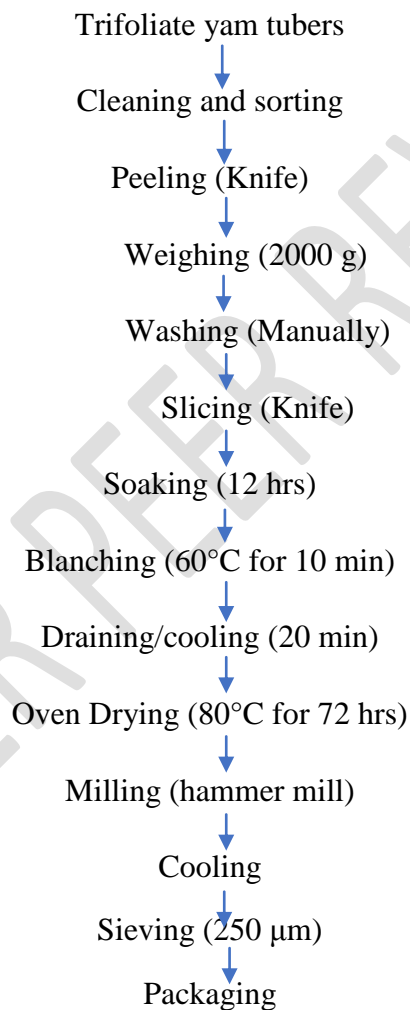 Trifoliate yam tubers
Cleaning and sorting
Peeling (Knife)
Weighing (2000 g)
Washing (Manually)
Slicing (Knife)
Soaking (12 hrs)
Blanching (60°C for 10 min)
Draining/cooling (20 min)
Oven Drying (80°C for 72 hrs)
Milling (hammer mill)
Cooling
Sieving (250 μm)
Packaging